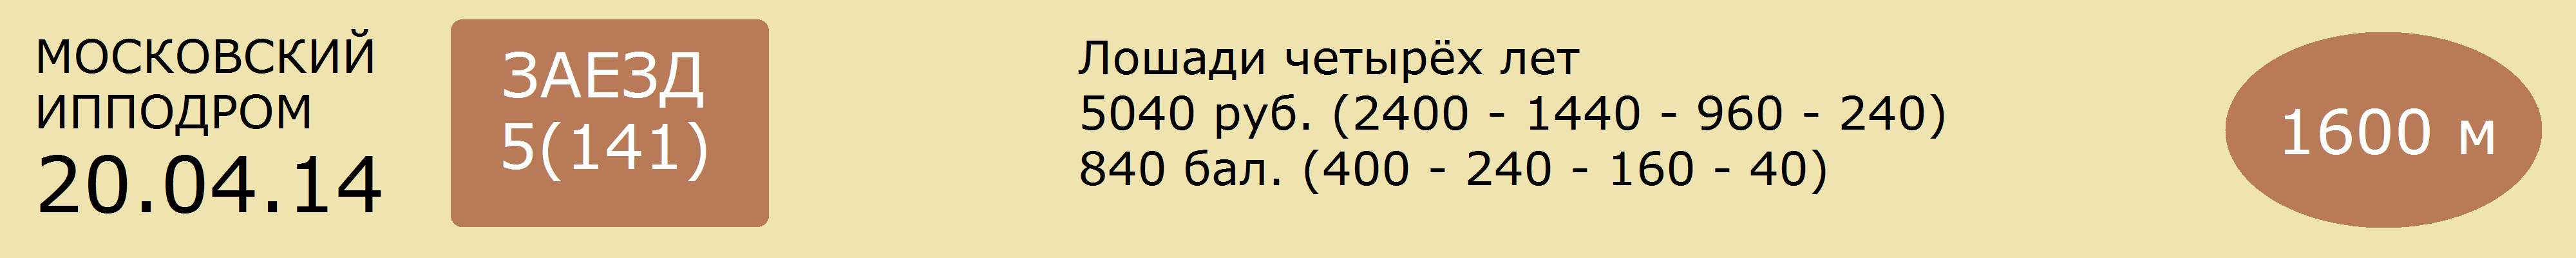 МОСКОВСКИЙ
ИППОДРОМ
20.04.14
ЗАЕЗД
5(141)
Лошади четырёх лет
5040 руб. (2400 - 1440 - 960 - 240)
840 бал. (400 - 240 - 160 - 40)
1600 м